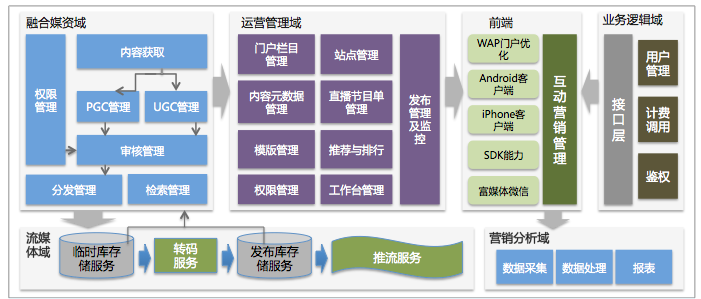 融合媒资域
权限
管理
内容获取
PGC管理
UGC管理
审核管理
分发管理
检索管理
运营管理域
门户栏目
管理
站点管理
内容元数据
管理
直播节目单
管理
模版管理
推荐与排行
权限管理
工作台管理
发布
管理
及监
控
前端
WAP门户优
化
Android客
户端
iPhone客
户端
SDK能力
富媒体微信
互动营销管理
业务逻辑域
接口层
用户
管理
计费
调用
鉴权
流媒
体域
临时库存
储服务
转码
服务
发布库存
储服务
推流服务
营销分析域
数据采集
数据处理
报表